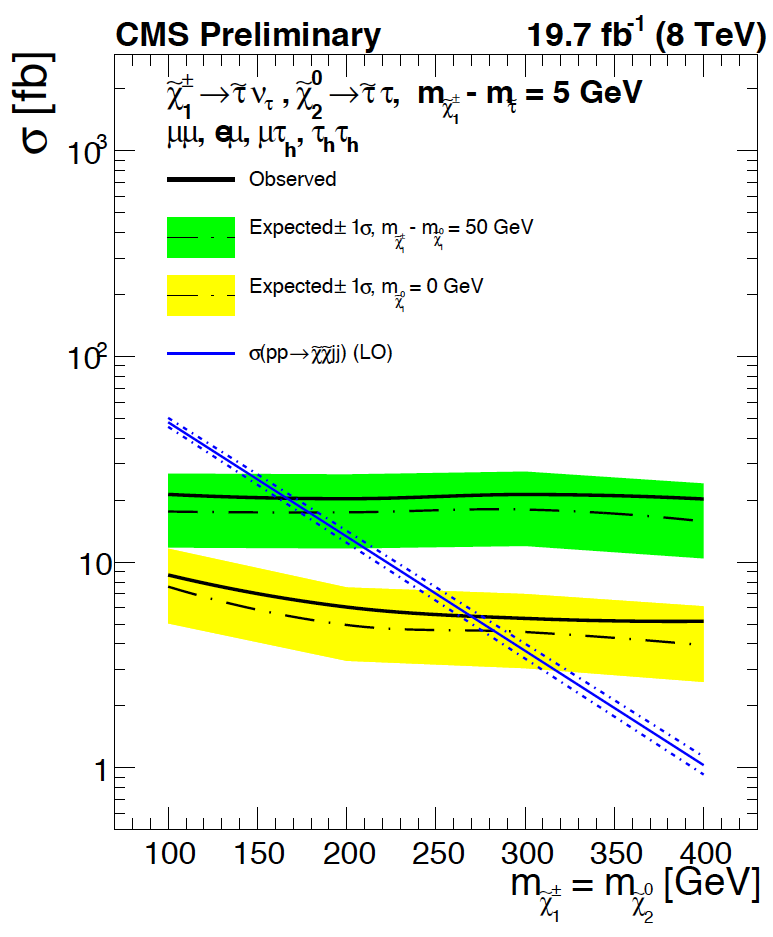 CMS Preliminary 19.7 fb⁻¹ (8 TeV)
χ̃₁± → τ̃ ν_τ , χ̃₂⁰ → τ̃ τ, m_χ̃₁± - m_τ̃ = 5 GeV
μμ, eμ, μτ_h, τ_hτ_h
Observed
Expected ± 1σ, m_χ̃₁± - m_χ̃₁⁰ = 50 GeV
Expected ± 1σ, m_χ̃₁⁰ = 0 GeV
σ(pp → χ̃χ̃jj) (LO)
σ [fb]
10³
10²
10
1
100 150 200 250 300 350 400
m_χ̃₁± = m_χ̃₂⁰ [GeV]